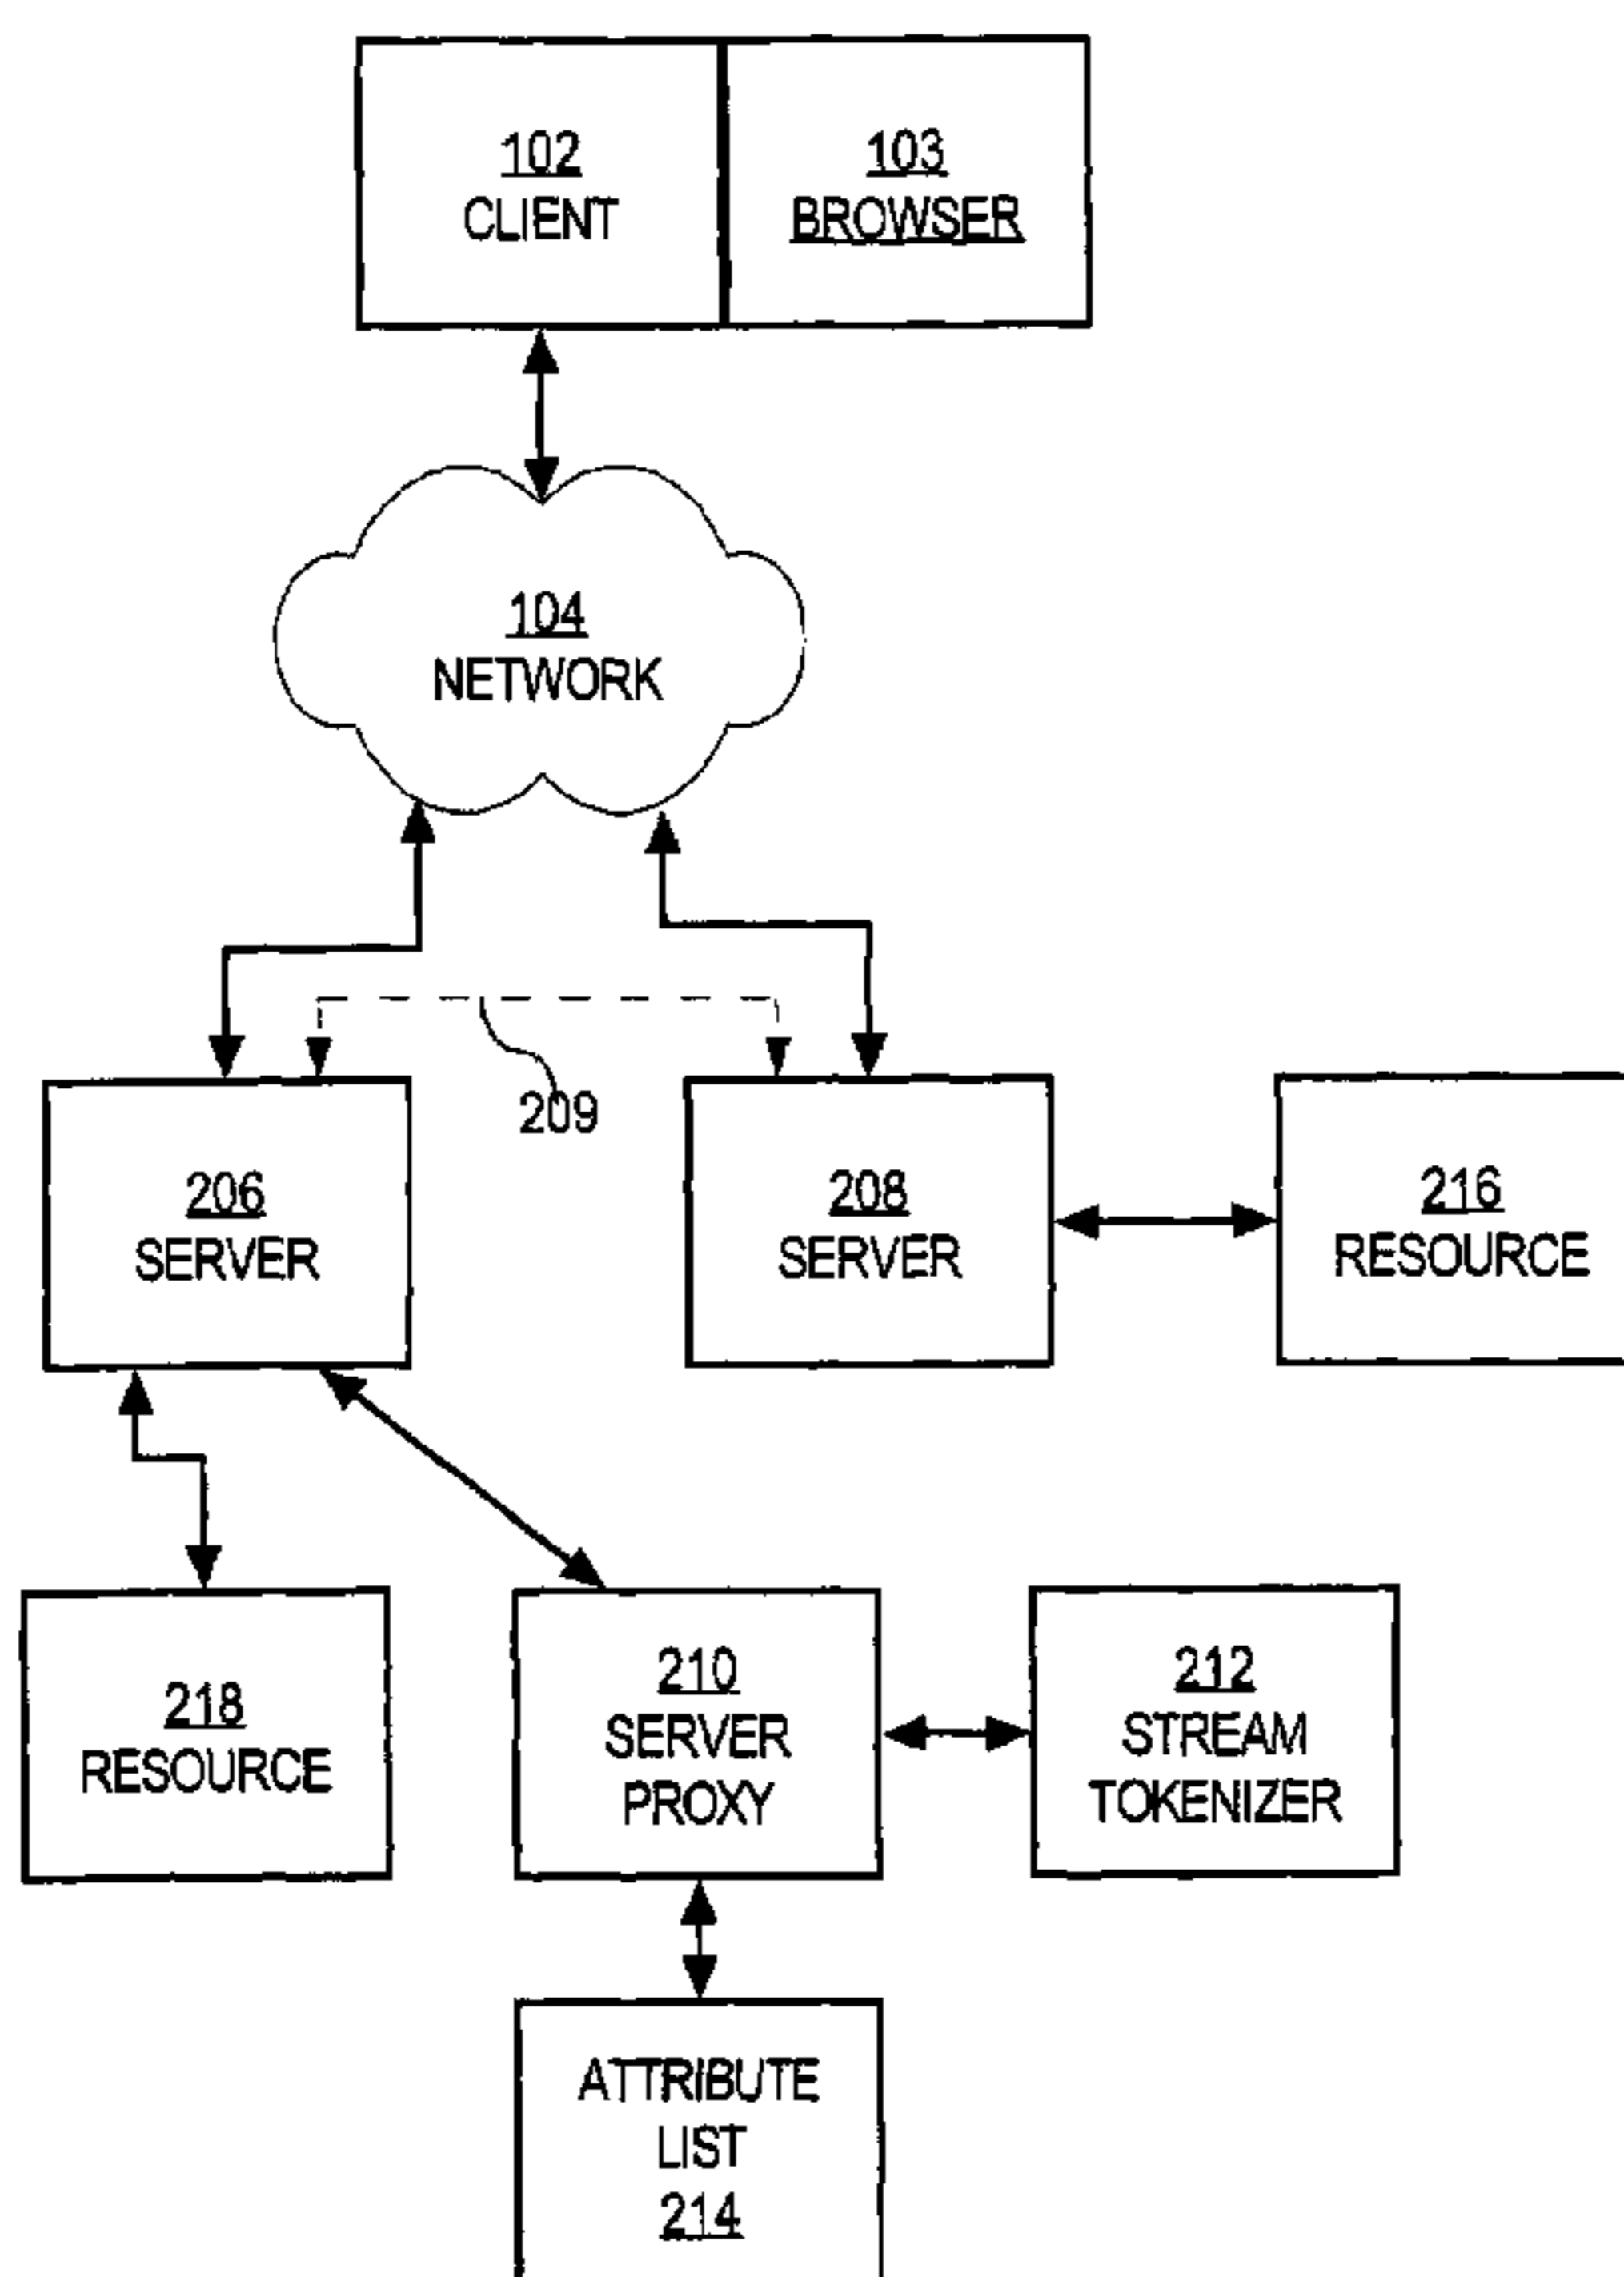 102
CLIENT
103
BROWSER
104
NETWORK
209
206
SERVER
208
SERVER
216
RESOURCE
218
RESOURCE
210
SERVER
PROXY
212
STREAM
TOKENIZER
ATTRIBUTE
LIST
214